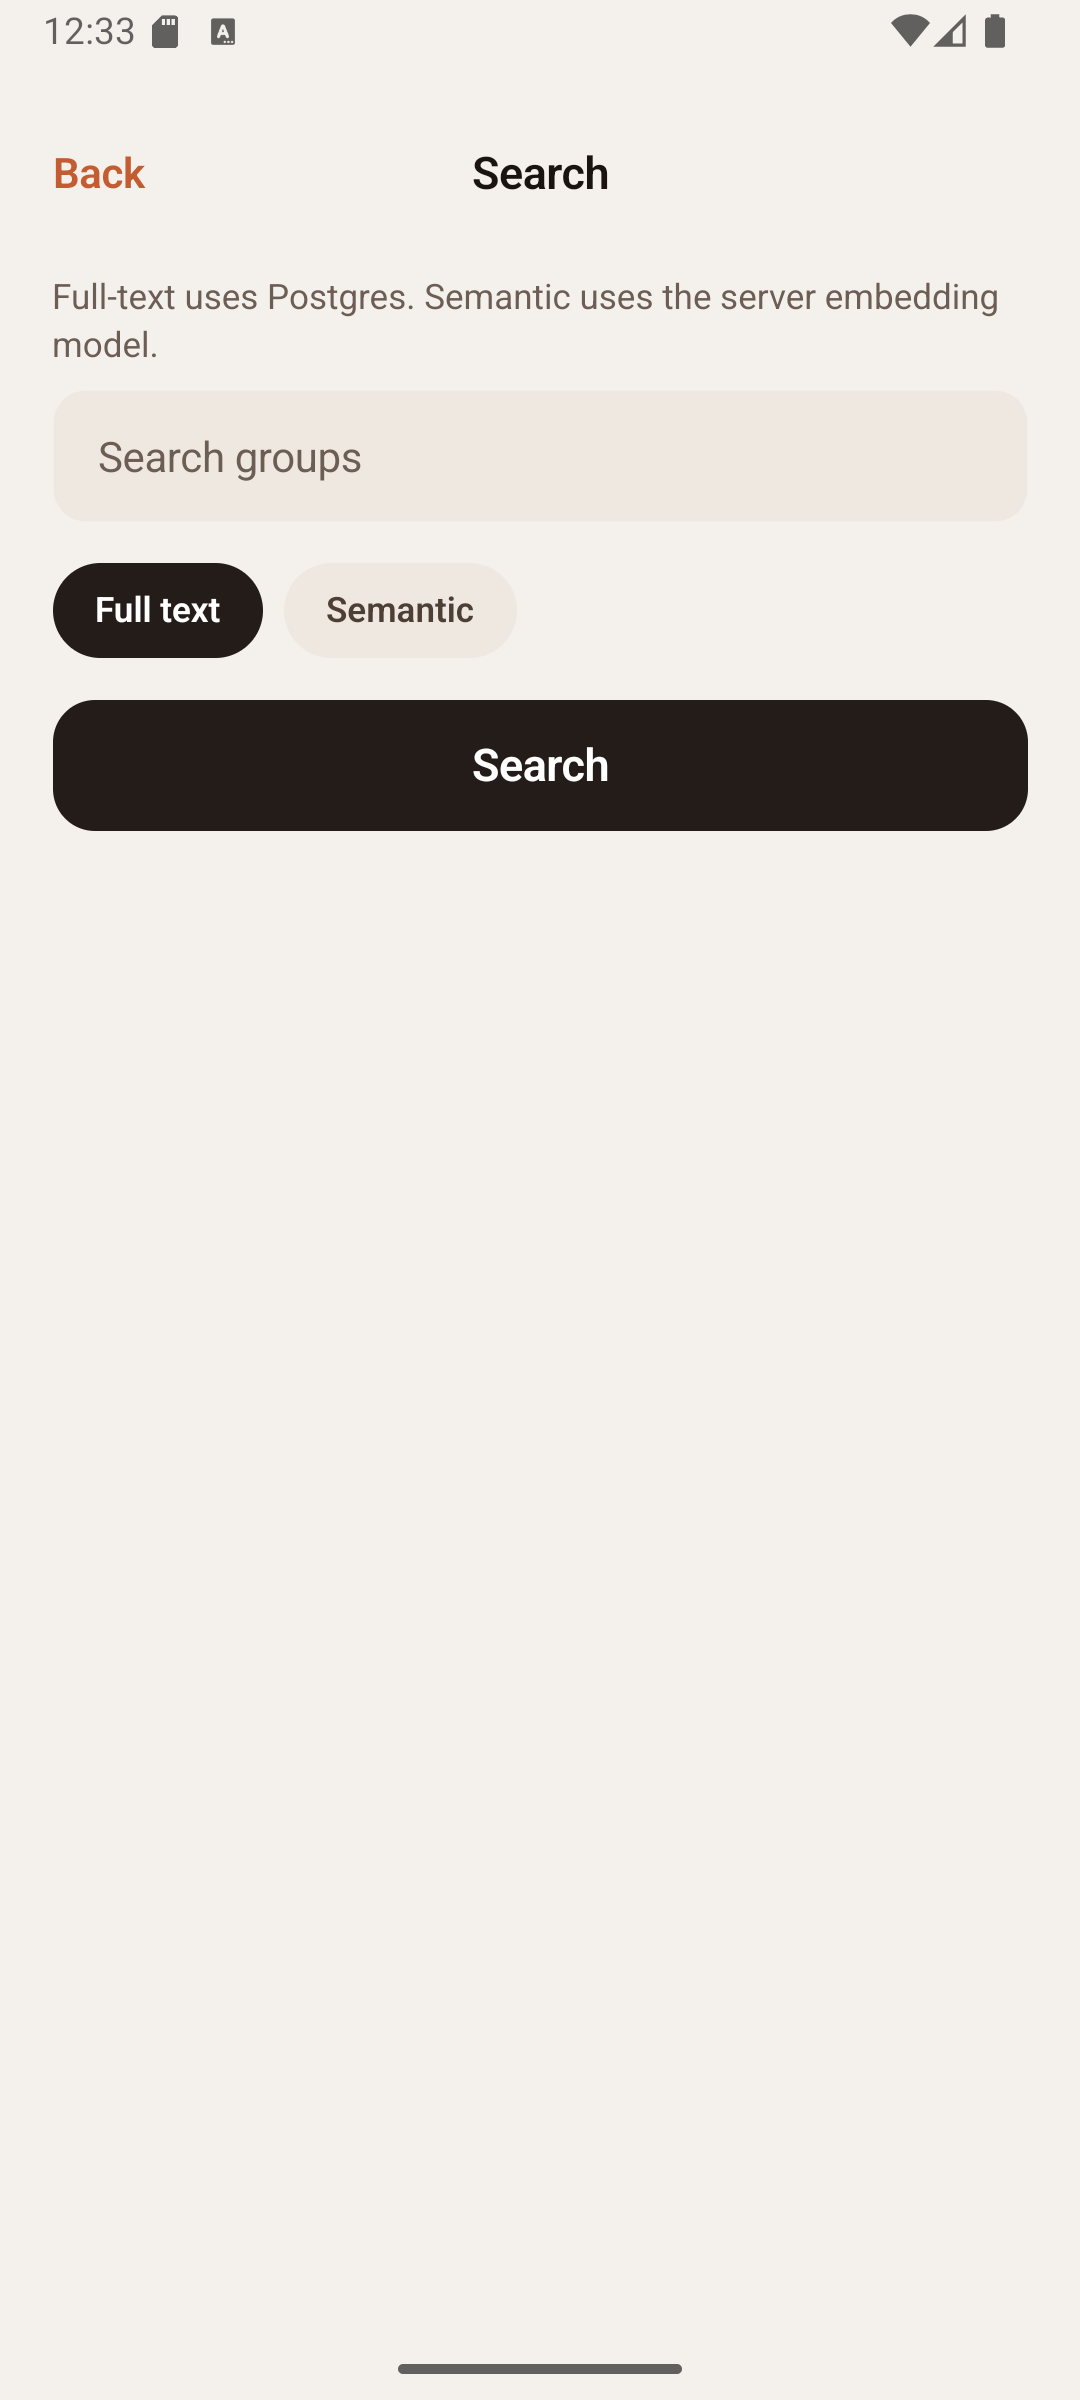 12:33
Back
Search
Full-text uses Postgres. Semantic uses the server embedding
model.
Search groups
Full text
Semantic
Search